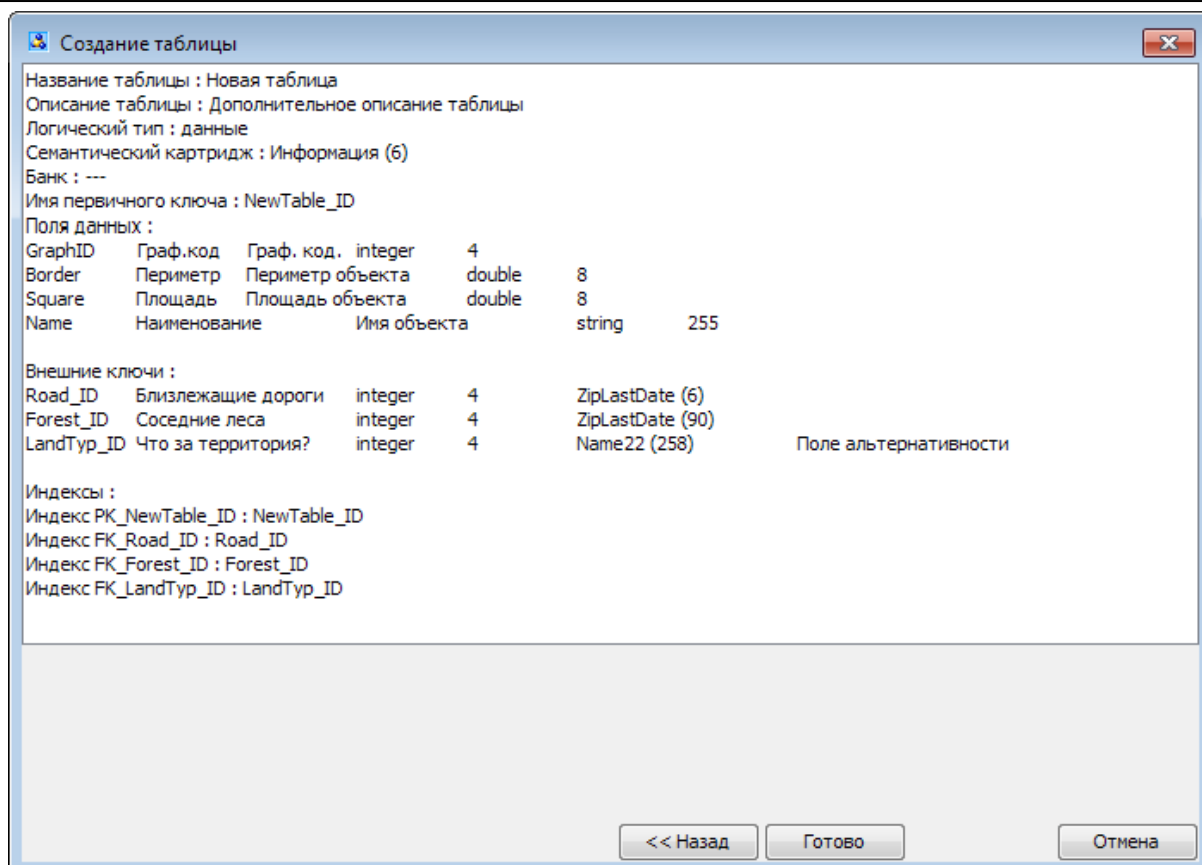 Создание таблицы
Название таблицы : Новая таблица
Описание таблицы : Дополнительное описание таблицы
Логический тип : данные
Семантический картридж : Информация (6)
Банк : ---
Имя первичного ключа : NewTable_ID
Поля данных :
GraphID Граф.код Граф. код. integer 4
Border Периметр Периметр объекта double 8
Square Площадь Площадь объекта double 8
Name Наименование Имя объекта string 255
Внешние ключи :
Road_ID Близлежащие дороги integer 4 ZipLastDate (6)
Forest_ID Соседние леса integer 4 ZipLastDate (90)
LandTyp_ID Что за территория? integer 4 Name22 (258) Поле альтернативности
Индексы :
Индекс PK_NewTable_ID : NewTable_ID
Индекс FK_Road_ID : Road_ID
Индекс FK_Forest_ID : Forest_ID
Индекс FK_LandTyp_ID : LandTyp_ID
<< Назад Готово Отмена